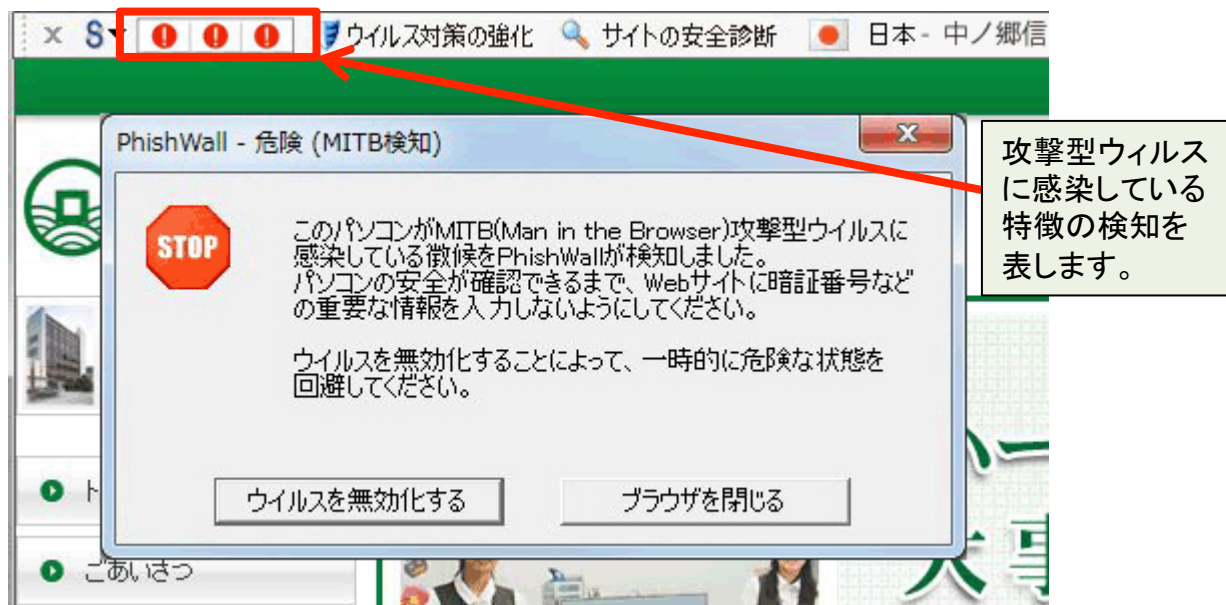 ウイルス対策の強化 サイトの安全診断 日本 - 中ノ郷信
PhishWall - 危険 (MITB検知)
STOP
このパソコンがMITB(Man in the Browser)攻撃型ウイルスに
感染している徴候をPhishWallが検知しました。
パソコンの安全が確認できるまで、Webサイトに暗証番号など
の重要な情報を入力しないようにしてください。
ウイルスを無効化することによって、一時的に危険な状態を
回避してください。
ウイルスを無効化する
ブラウザを閉じる
攻撃型ウィルス
に感染している
特徴の検知を
表します。
ト
ごあいさつ
ハー
大事